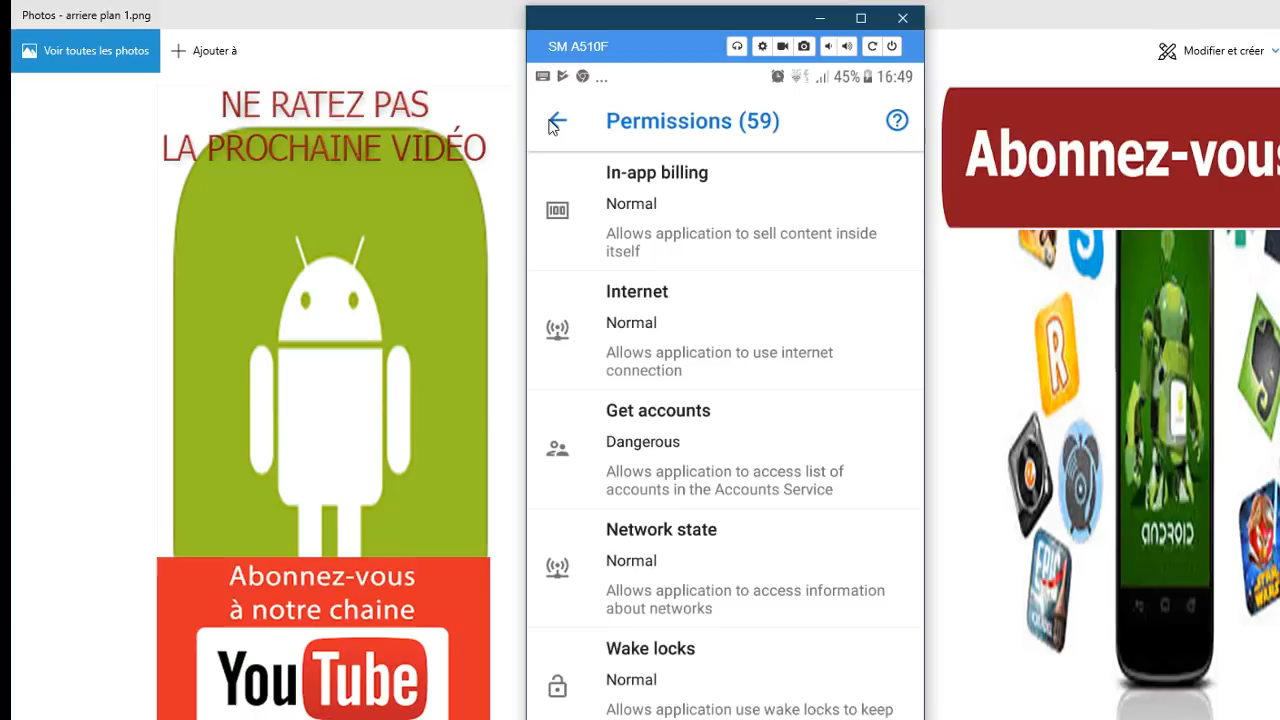 Photos - arriere plan 1.png
Voir toutes les photos
Ajouter à
Modifier et créer
NE RATEZ PAS
LA PROCHAINE VIDÉO
Abonnez-vous
à notre chaine
YouTube
SM A510F
... 45% 16:49
Permissions (59)
In-app billing
Normal
Allows application to sell content inside
itself
Internet
Normal
Allows application to use internet
connection
Get accounts
Dangerous
Allows application to access list of
accounts in the Accounts Service
Network state
Normal
Allows application to access information
about networks
Wake locks
Normal
Allows application use wake locks to keep
Abonnez-vous
R
S
ANDROID
EPIC
STAR
WARS